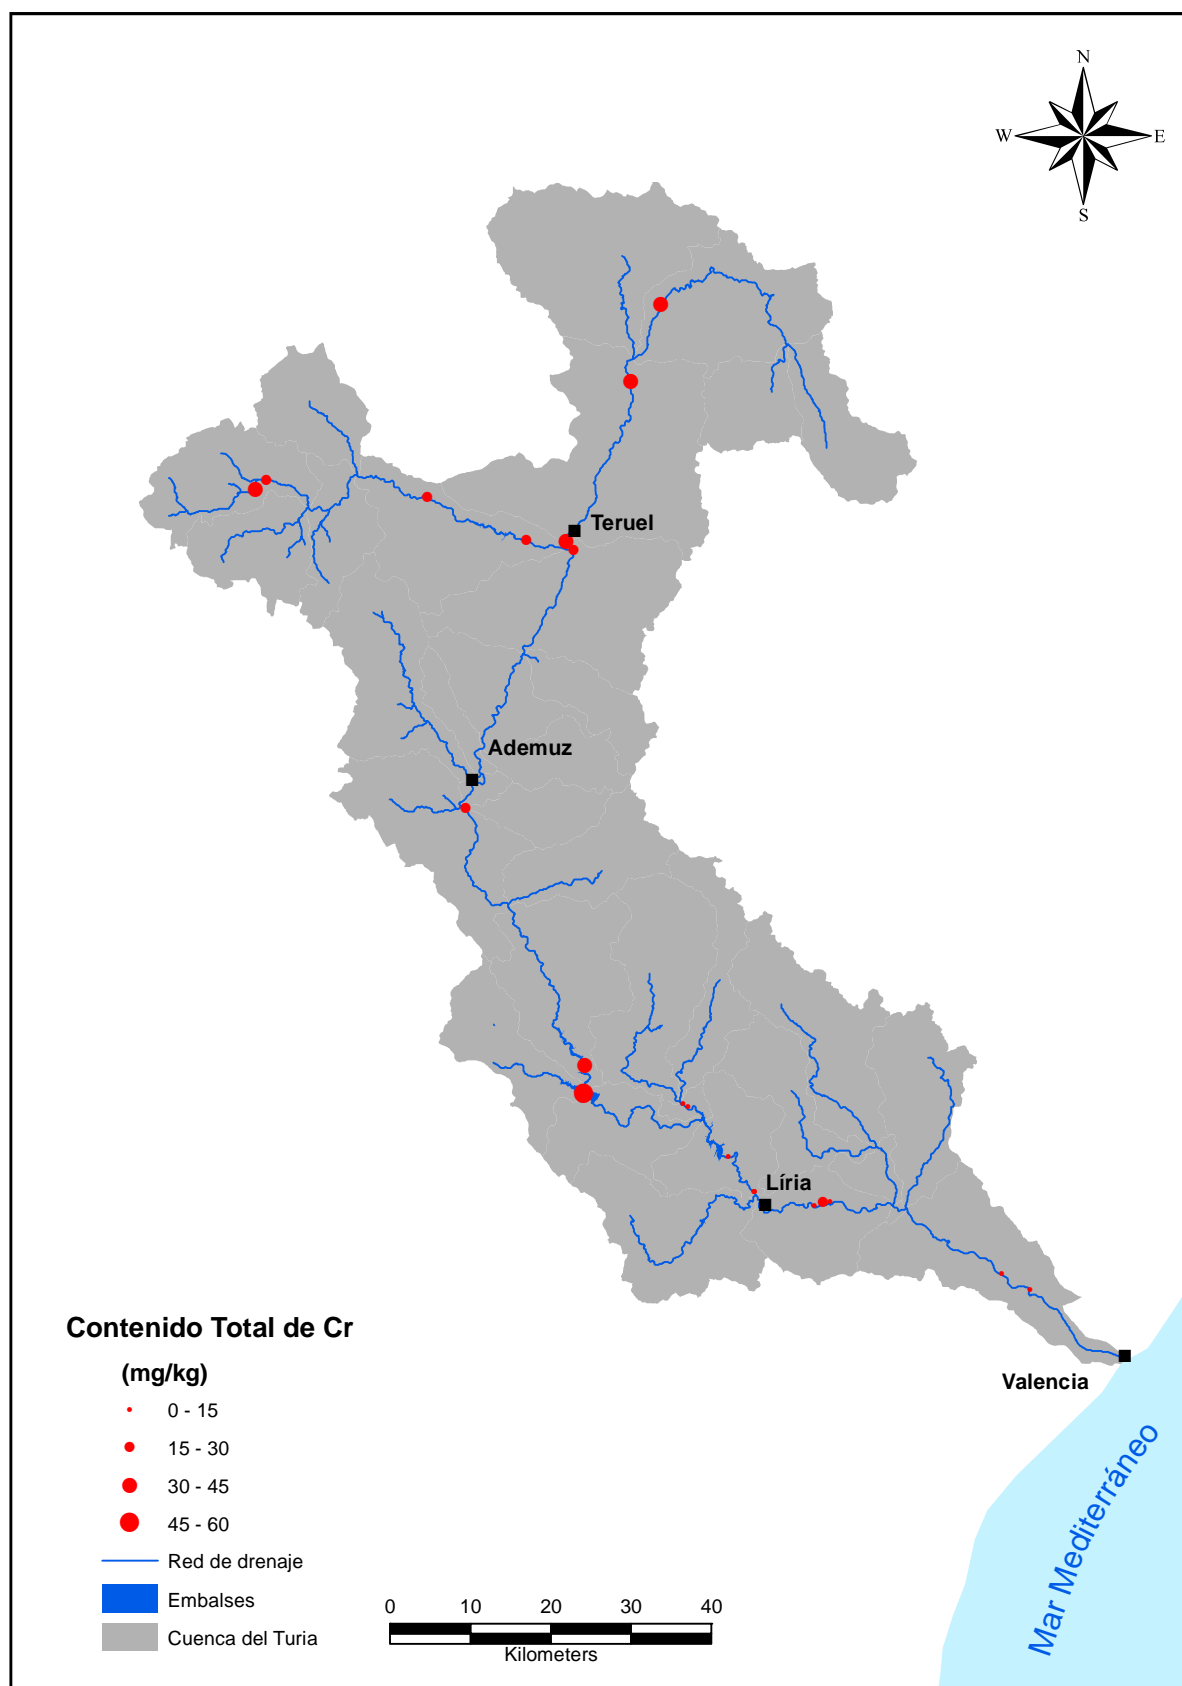 N
W
E
S
Teruel
Ademuz
Líria
Valencia
Mar Mediterráneo
Contenido Total de Cr
(mg/kg)
0 - 15
15 - 30
30 - 45
45 - 60
Red de drenaje
Embalses
Cuenca del Turia
0 10 20 30 40
Kilometers